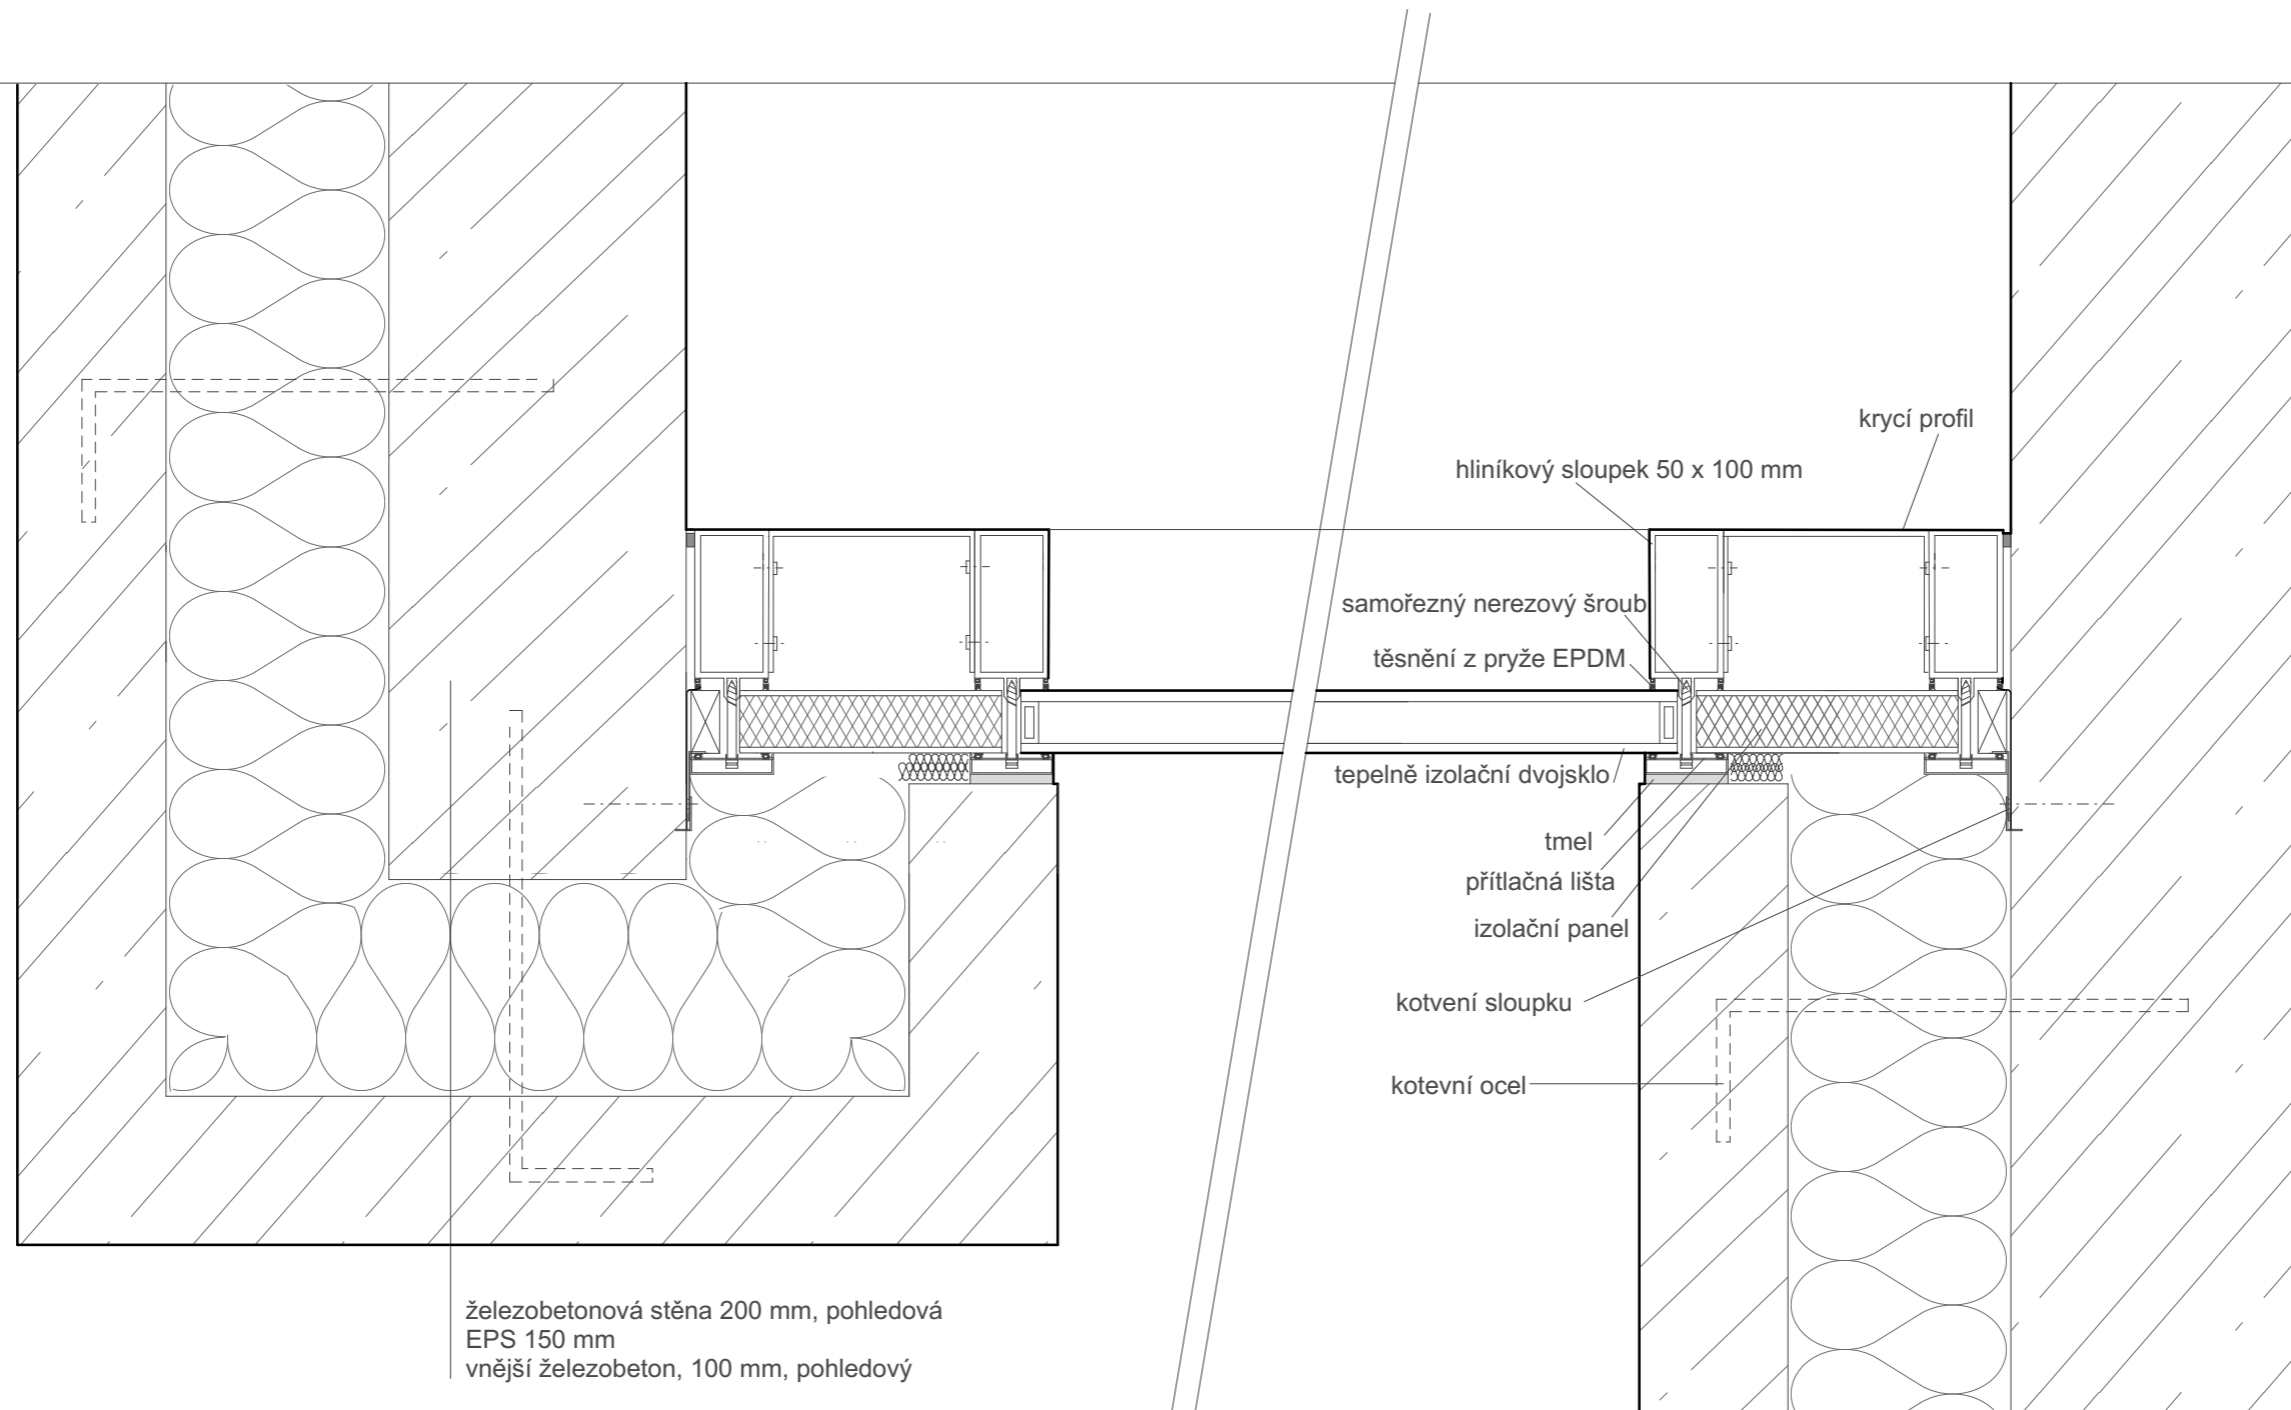 krycí profil
hliníkový sloupek 50 x 100 mm
samořezný nerezový šroub
těsnění z pryže EPDM
tepelně izolační dvojsklo
tmel
přítlačná lišta
izolační panel
kotvení sloupku
kotevní ocel
železobetonová stěna 200 mm, pohledová
EPS 150 mm
vnější železobeton, 100 mm, pohledový